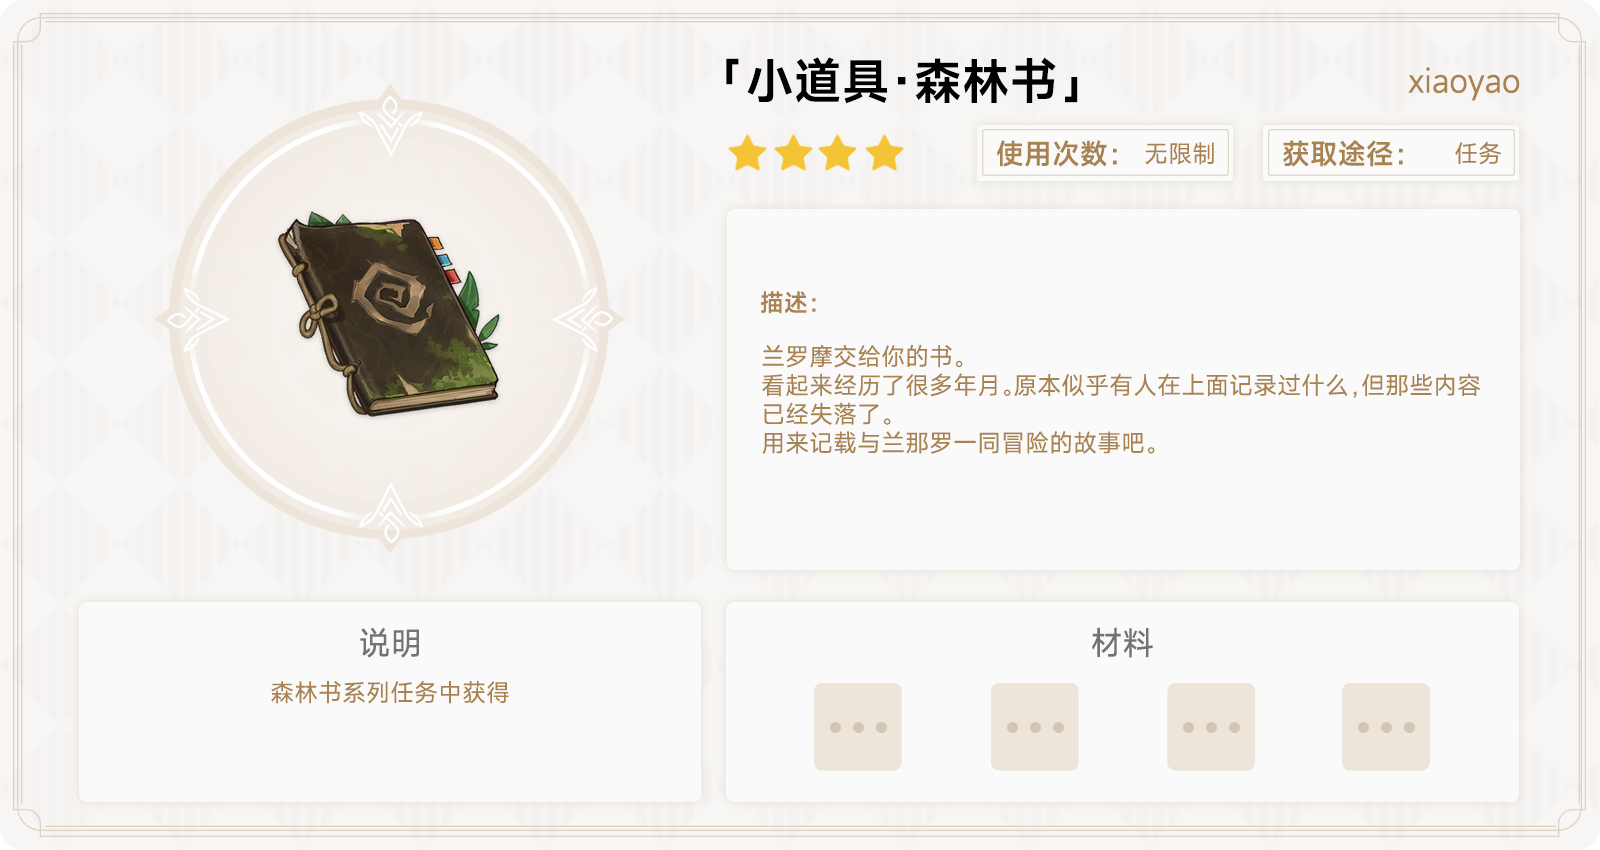 「小道具·森林书」
xiaoyao
使用次数： 无限制
获取途径： 任务
描述：
兰罗摩交给你的书。
看起来经历了很多年月。原本似乎有人在上面记录过什么,但那些内容
已经失落了。
用来记载与兰那罗一同冒险的故事吧。
说明
森林书系列任务中获得
材料